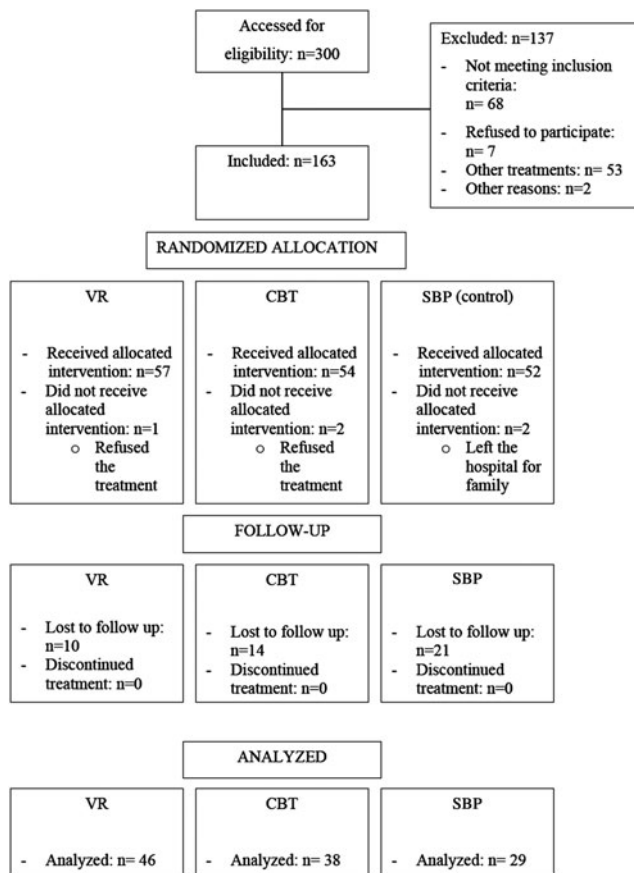 Accessed for
eligibility: n=300
Excluded: n=137
- Not meeting inclusion
criteria:
n= 68
- Refused to participate:
n= 7
- Other treatments: n= 53
- Other reasons: n=2
Included: n=163
RANDOMIZED ALLOCATION
VR
- Received allocated
intervention: n=57
- Did not receive
allocated
intervention: n=1
o Refused
the
treatment
CBT
- Received allocated
intervention: n=54
- Did not receive
allocated
intervention: n=2
o Refused
the
treatment
SBP (control)
- Received allocated
intervention: n=52
- Did not receive
allocated
intervention: n=2
o Left the
hospital for
family
FOLLOW-UP
VR
- Lost to follow up:
n=10
- Discontinued
treatment: n=0
CBT
- Lost to follow up:
n=14
- Discontinued
treatment: n=0
SBP
- Lost to follow up:
n=21
- Discontinued
treatment: n=0
ANALYZED
VR
- Analyzed: n= 46
CBT
- Analyzed: n= 38
SBP
- Analyzed: n= 29